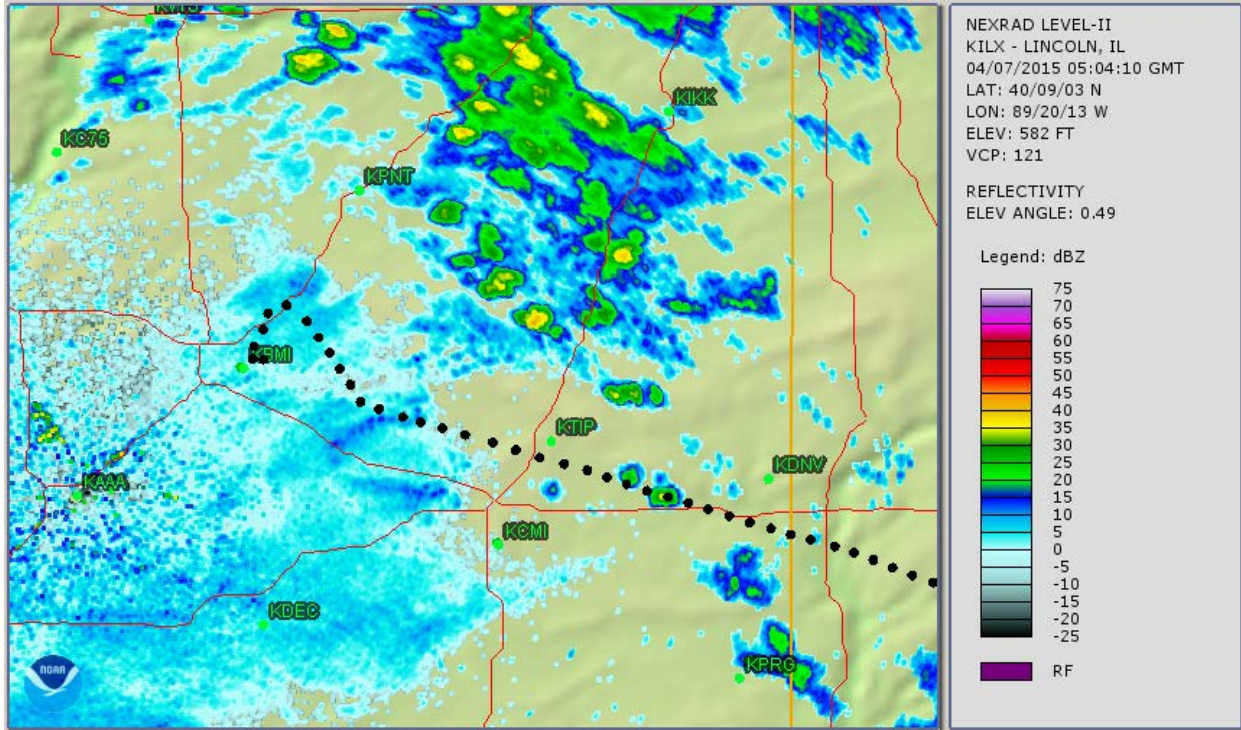 KC75
KPNT
KIKK
KBMI
KTIP
KDNV
KAAA
KCMI
KDEC
KPRG
NOAA
NEXRAD LEVEL-II
KILX - LINCOLN, IL
04/07/2015 05:04:10 GMT
LAT: 40/09/03 N
LON: 89/20/13 W
ELEV: 582 FT
VCP: 121
REFLECTIVITY
ELEV ANGLE: 0.49
Legend: dBZ
75
70
65
60
55
50
45
40
35
30
25
20
15
10
5
0
-5
-10
-15
-20
-25
RF